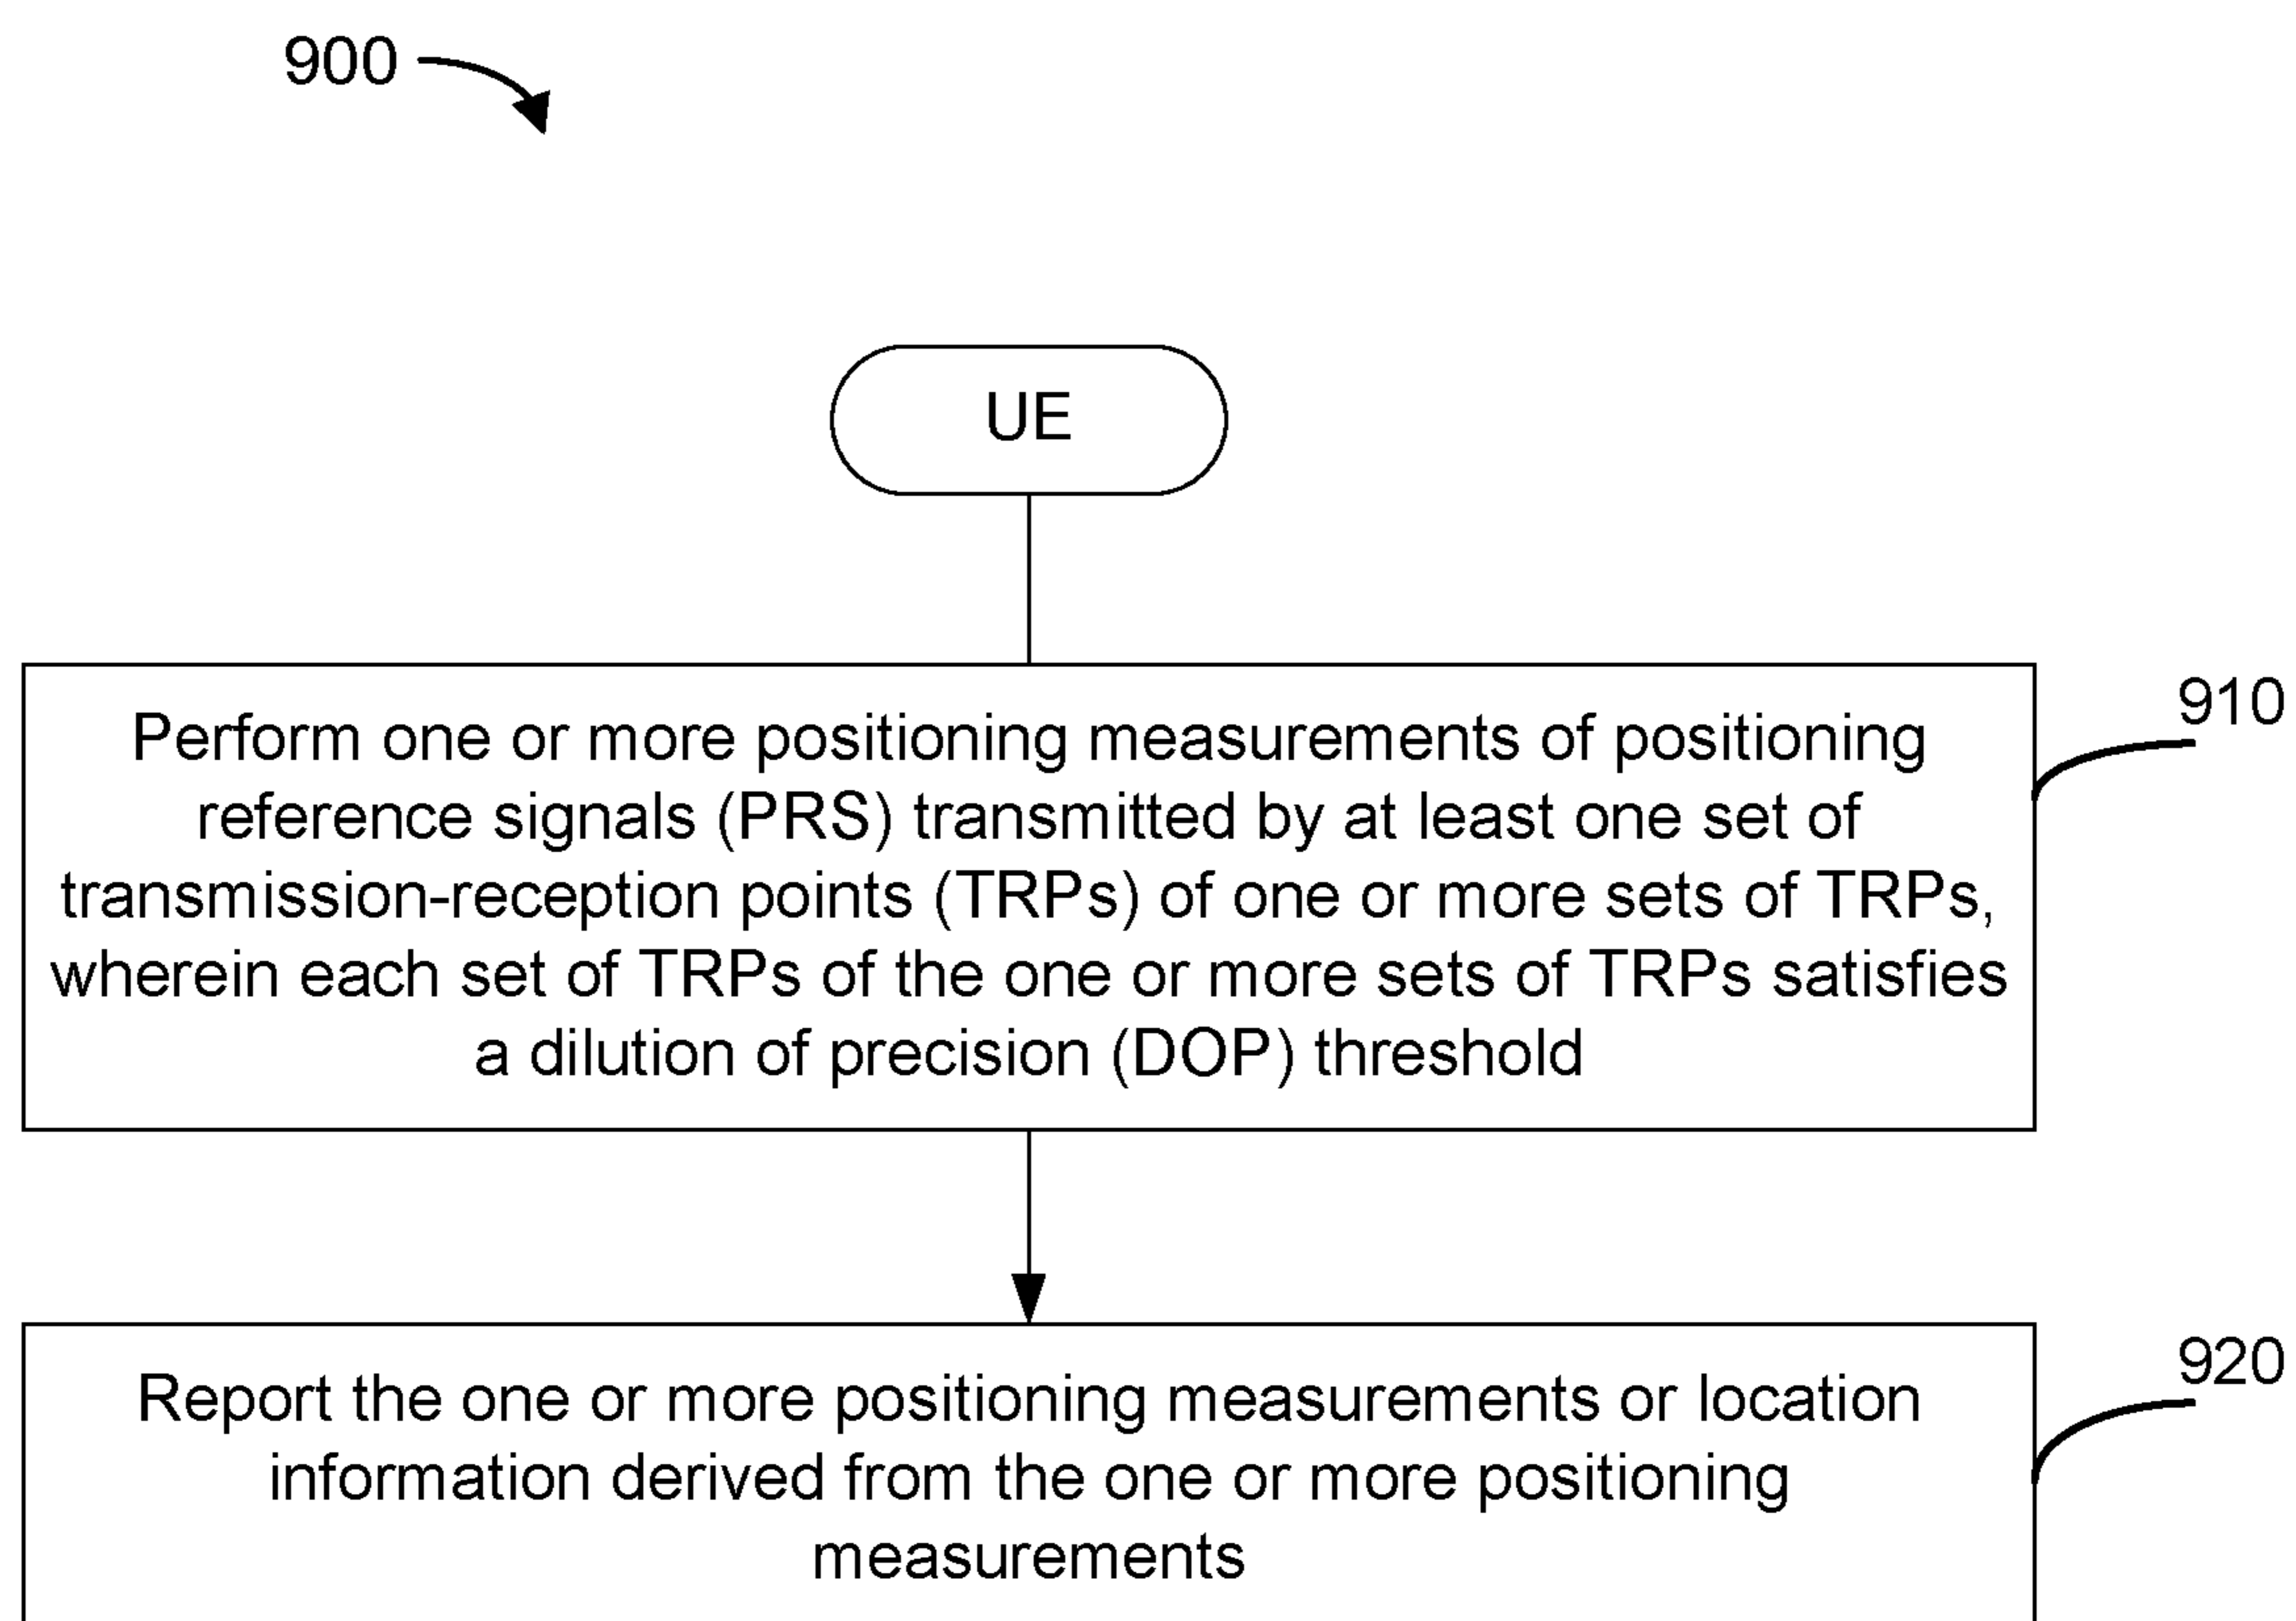 900
UE
910
Perform one or more positioning measurements of positioning
reference signals (PRS) transmitted by at least one set of
transmission-reception points (TRPs) of one or more sets of TRPs,
wherein each set of TRPs of the one or more sets of TRPs satisfies
a dilution of precision (DOP) threshold
920
Report the one or more positioning measurements or location
information derived from the one or more positioning
measurements